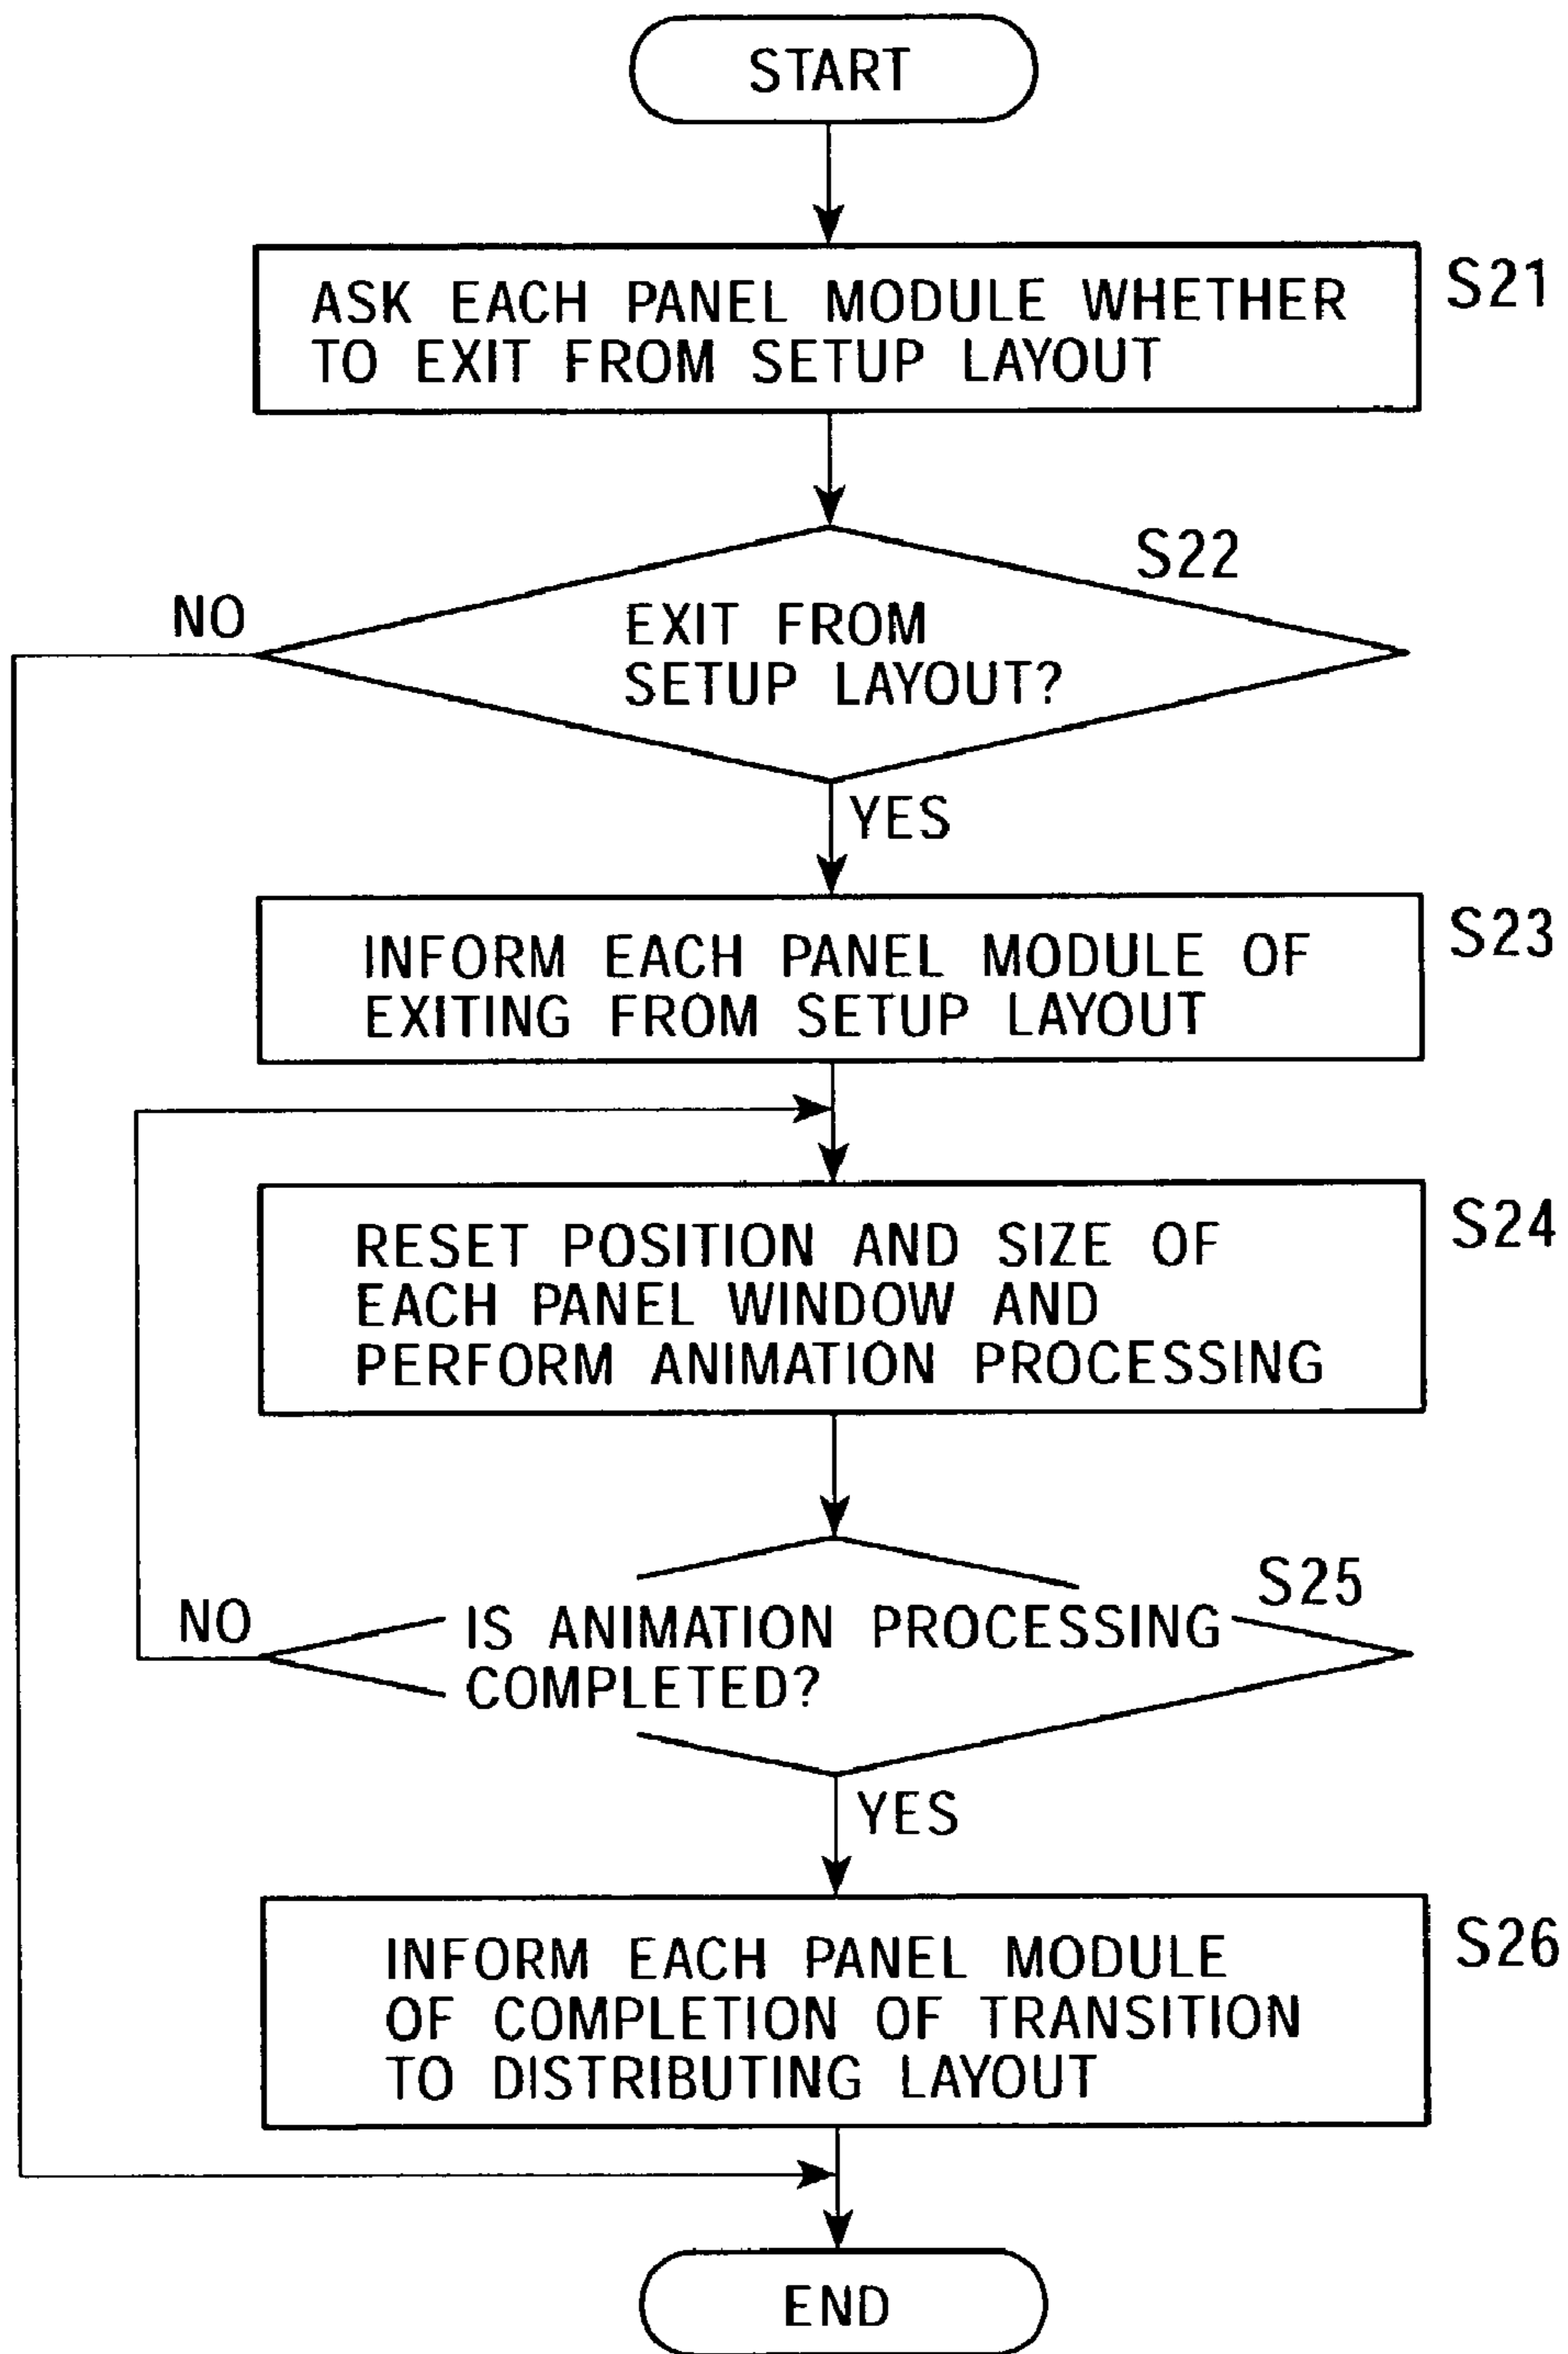 START
ASK EACH PANEL MODULE WHETHER
TO EXIT FROM SETUP LAYOUT
S21
S22
NO
EXIT FROM
SETUP LAYOUT?
YES
INFORM EACH PANEL MODULE OF
EXITING FROM SETUP LAYOUT
S23
RESET POSITION AND SIZE OF
EACH PANEL WINDOW AND
PERFORM ANIMATION PROCESSING
S24
S25
NO
IS ANIMATION PROCESSING
COMPLETED?
YES
INFORM EACH PANEL MODULE
OF COMPLETION OF TRANSITION
TO DISTRIBUTING LAYOUT
S26
END